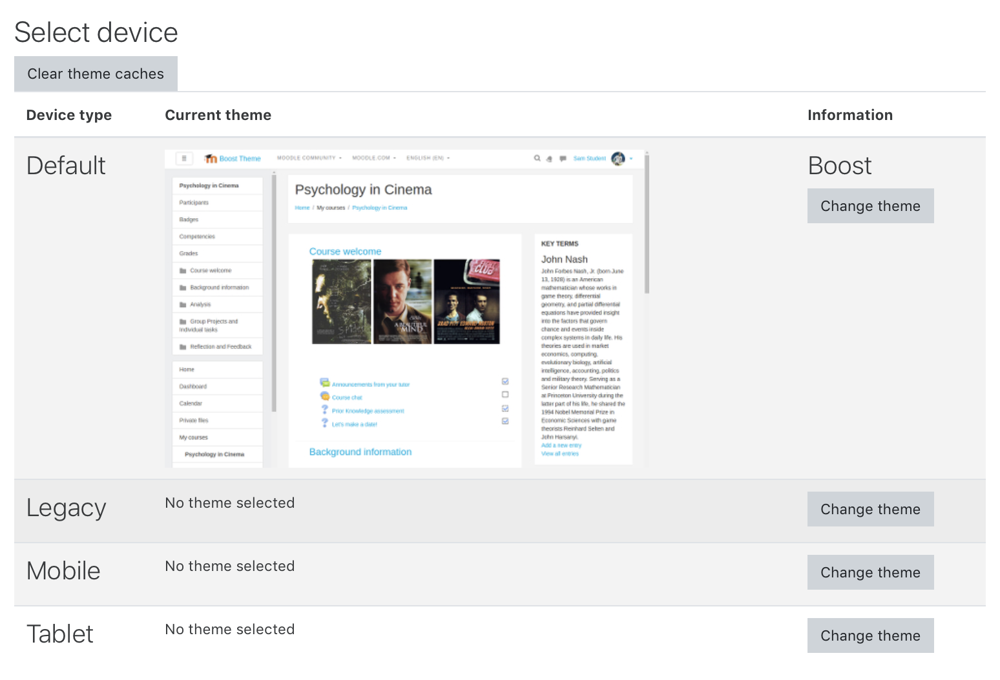 Select device
Clear theme caches
Device type Current theme Information
Default
Boost Theme MOODLE COMMUNITY MOODLE.COM ENGLISH (EN) Sam Student
Psychology in Cinema
Participants
Badges
Competencies
Grades
Course welcome
Background information
Analysis
Group Projects and
Individual tasks
Reflection and Feedback
Home
Dashboard
Calendar
Private files
My courses
Psychology in Cinema
Psychology in Cinema
Home / My courses / Psychology in Cinema
Course welcome
Spider
A BEAUTIFUL
MIND
FIGHT
CLUB
BRAD PITT EDWARD NORTON
Announcements from your tutor
Course chat
Prior Knowledge assessment
Let's make a date!
Background information
KEY TERMS
John Nash
John Forbes Nash, Jr. (born June
13, 1928) is an American
mathematician whose works in
game theory, differential
geometry, and partial differential
equations have provided insight
into the factors that govern
chance and events inside
complex systems in daily life. His
theories are used in market
economics, computing,
evolutionary biology, artificial
intelligence, accounting, politics
and military theory. Serving as a
Senior Research Mathematician
at Princeton University during the
latter part of his life, he shared the
1994 Nobel Memorial Prize in
Economic Sciences with game
theorists Reinhard Selten and
John Harsanyi.
Add a new entry
View all entries
Boost
Change theme
Legacy No theme selected Change theme
Mobile No theme selected Change theme
Tablet No theme selected Change theme